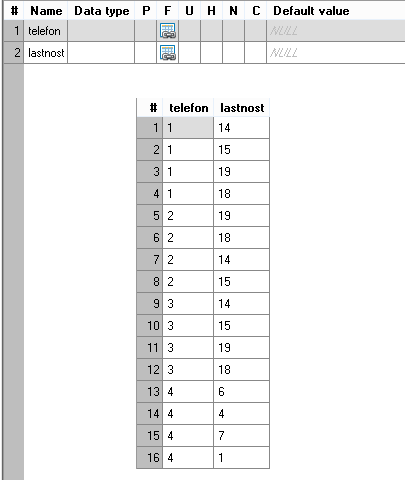 # Name Data type P F U H N C Default value
1 telefon NULL
2 lastnost NULL
# telefon lastnost
1 1 14
2 1 15
3 1 19
4 1 18
5 2 19
6 2 18
7 2 14
8 2 15
9 3 14
10 3 15
11 3 19
12 3 18
13 4 6
14 4 4
15 4 7
16 4 1